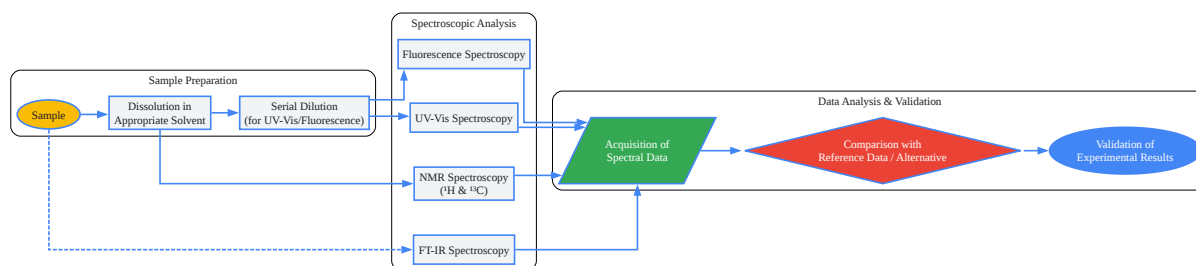 Spectroscopic Analysis
Fluorescence Spectroscopy
Sample Preparation
Sample
Dissolution in
Appropriate Solvent
Serial Dilution
(for UV-Vis/Fluorescence)
UV-Vis Spectroscopy
NMR Spectroscopy
(¹H & ¹³C)
FT-IR Spectroscopy
Data Analysis & Validation
Acquisition of
Spectral Data
Comparison with
Reference Data / Alternative
Validation of
Experimental Results